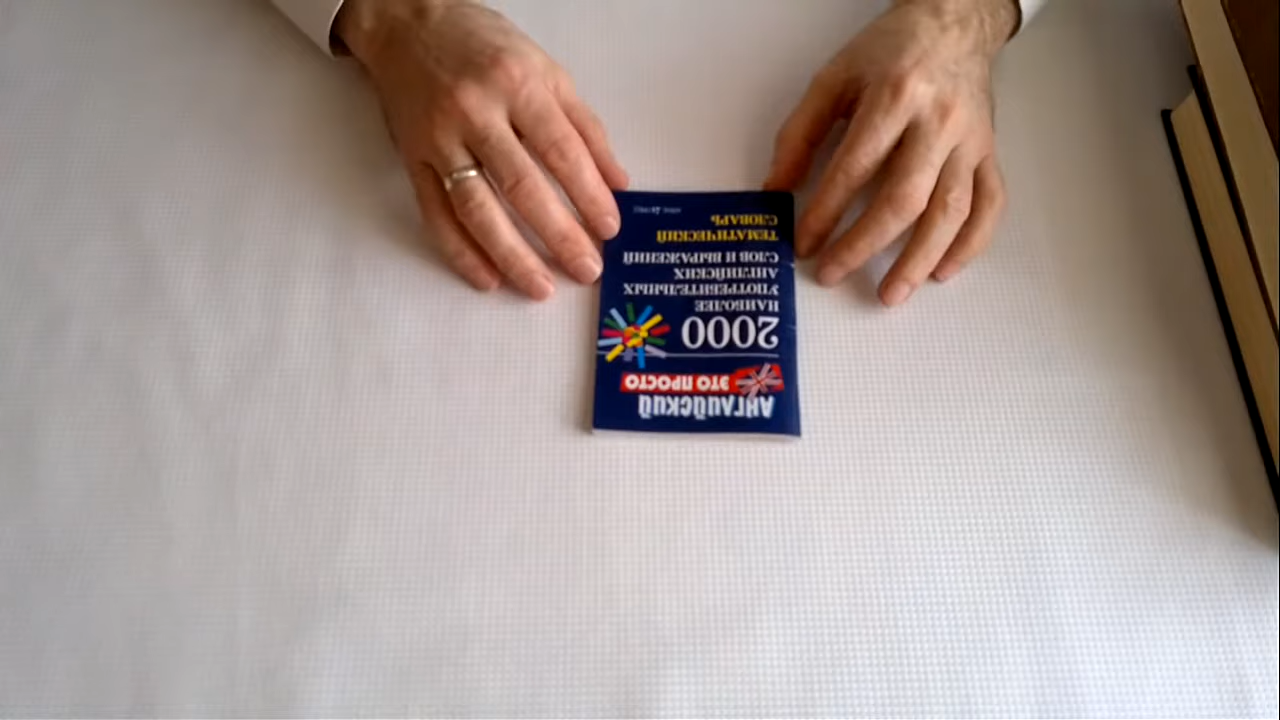 АНГЛИЙСКИЙ
ЭТО ПРОСТО
2000
НАИБОЛЕЕ
УПОТРЕБИТЕЛЬНЫХ
АНГЛИЙСКИХ
СЛОВ И ВЫРАЖЕНИЙ
ТЕМАТИЧЕСКИЙ
СЛОВАРЬ